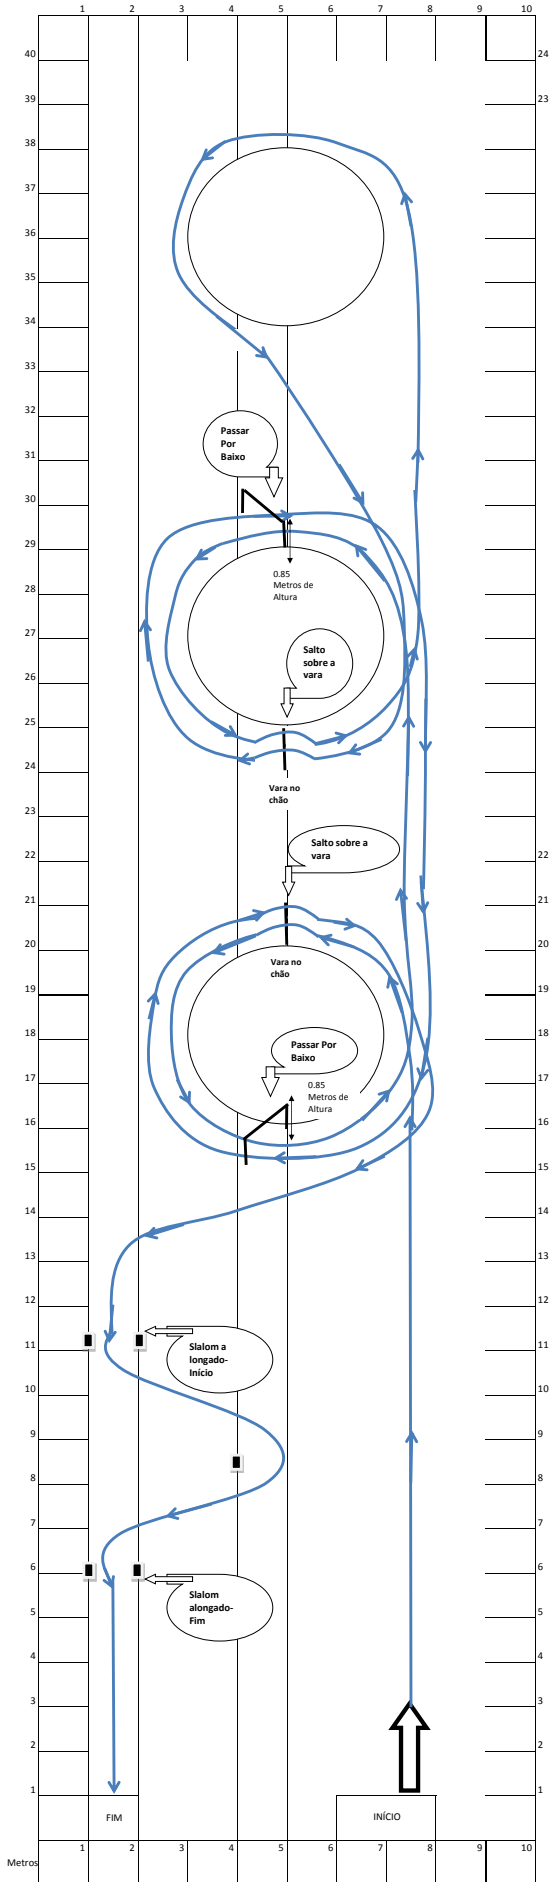 1 2 3 4 5 6 7 8 9 10
40 24
39 23
38
37
36
35
34
33
32
31
Passar
Por
Baixo
30
29
0.85
Metros de
Altura
28
27
Salto
sobre a
vara
26
25
24
Vara no
chão
23
Salto sobre a
vara
22 22
21 21
20 20
Vara no
chão
19 19
18 18
Passar Por
Baixo
17 17
0.85
Metros de
Altura
16 16
15 15
14 14
13 13
12 12
11 11
Slalom a
longado-
Início
10 10
9 9
8 8
7 7
6 6
Slalom
alongado-
Fim
5 5
4 4
3 3
2 2
1 1
FIM INÍCIO
1 2 3 4 5 6 7 8 9 10
Metros